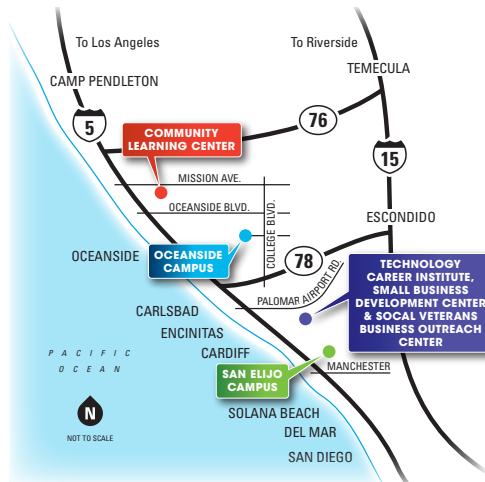 To Los Angeles
To Riverside
TEMECULA
CAMP PENDLETON
5
76
15
COMMUNITY
LEARNING CENTER
MISSION AVE.
OCEANSIDE BLVD.
COLLEGE BLVD.
ESCONDIDO
OCEANSIDE
OCEANSIDE
CAMPUS
78
PALOMAR AIRPORT RD.
TECHNOLOGY
CAREER INSTITUTE,
SMALL BUSINESS
DEVELOPMENT CENTER
& SOCAL VETERANS
BUSINESS OUTREACH
CENTER
CARLSBAD
ENCINITAS
CARDIFF
PACIFIC
OCEAN
SAN ELIJO
CAMPUS
MANCHESTER
N
NOT TO SCALE
SOLANA BEACH
DEL MAR
SAN DIEGO